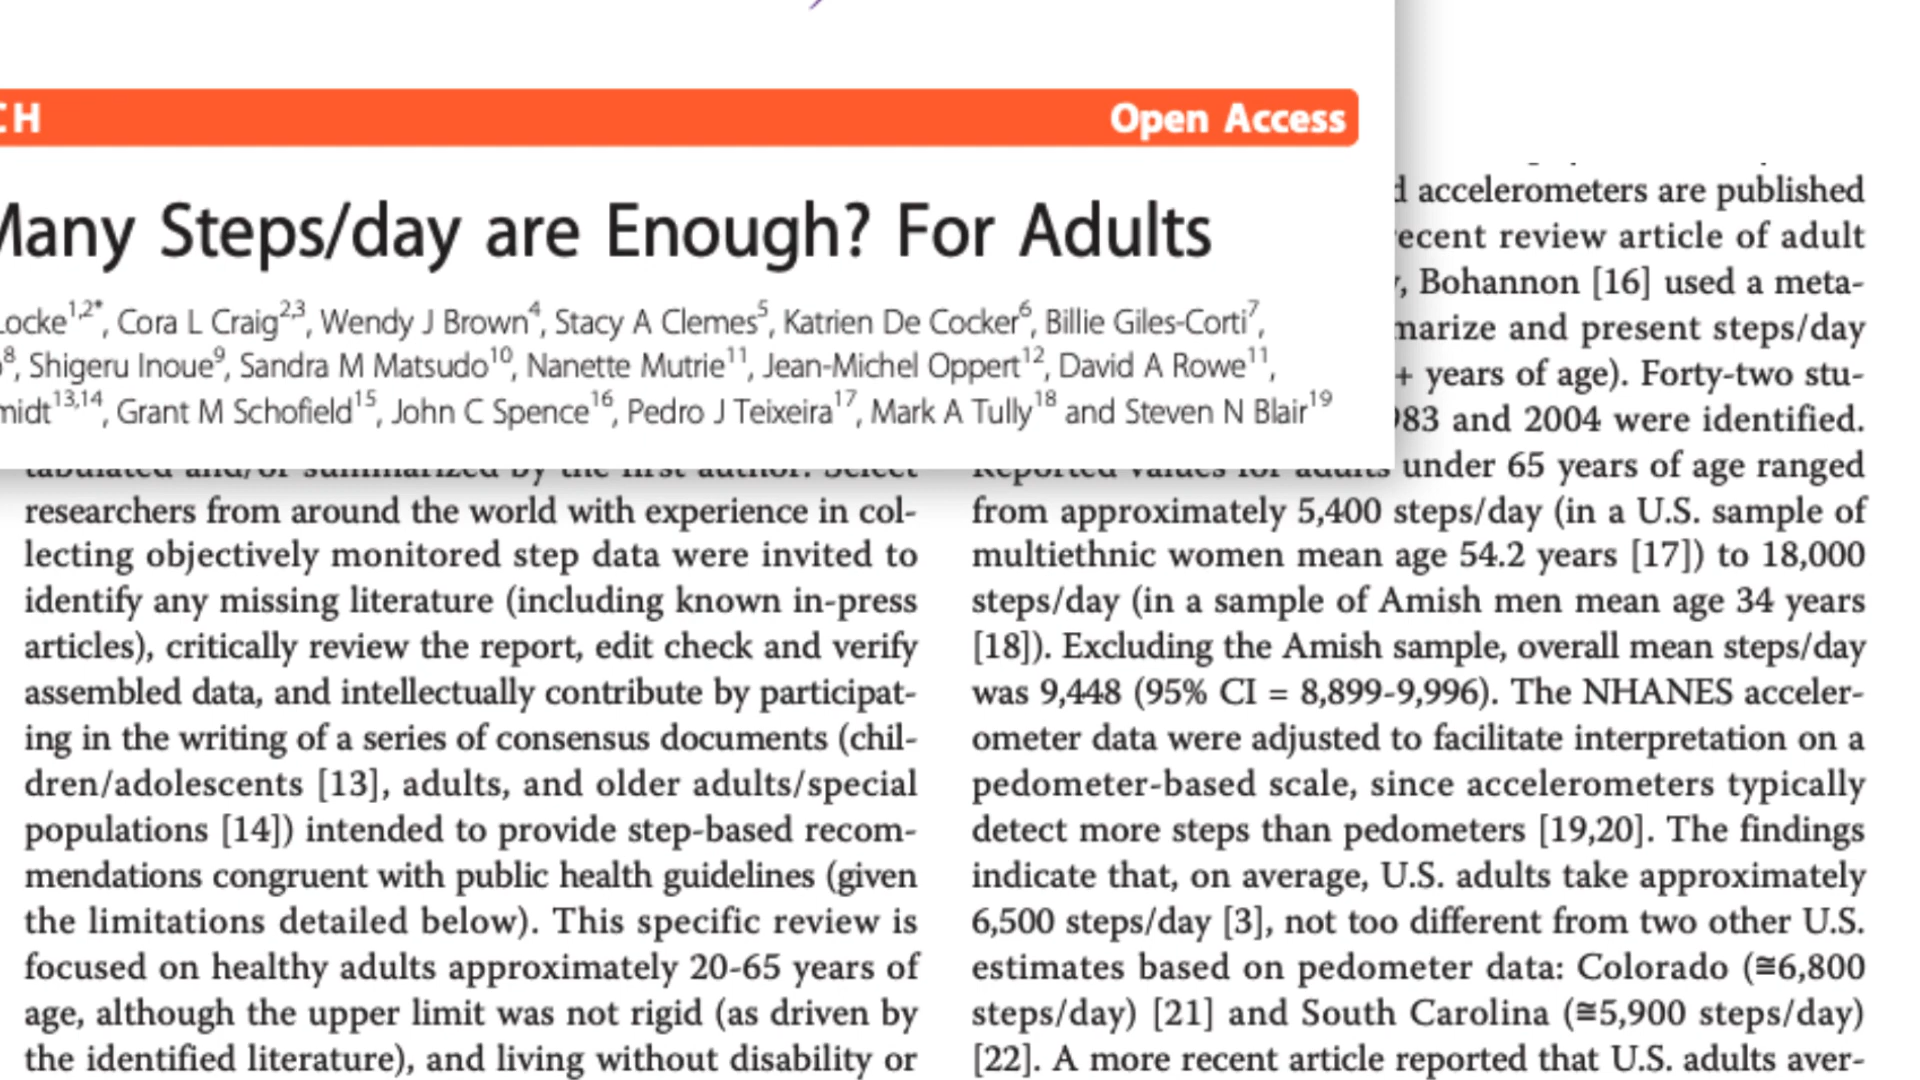 CH
Open Access
Many Steps/day are Enough? For Adults
Locke1,2*, Cora L Craig2,3, Wendy J Brown4, Stacy A Clemes5, Katrien De Cocker6, Billie Giles-Corti7,
8, Shigeru Inoue9, Sandra M Matsudo10, Nanette Mutrie11, Jean-Michel Oppert12, David A Rowe11,
midt13,14, Grant M Schofield15, John C Spence16, Pedro J Teixeira17, Mark A Tully18 and Steven N Blair19
tabulated and/or summarized by the first author. Select
researchers from around the world with experience in col-
lecting objectively monitored step data were invited to
identify any missing literature (including known in-press
articles), critically review the report, edit check and verify
assembled data, and intellectually contribute by participat-
ing in the writing of a series of consensus documents (chil-
dren/adolescents [13], adults, and older adults/special
populations [14]) intended to provide step-based recom-
mendations congruent with public health guidelines (given
the limitations detailed below). This specific review is
focused on healthy adults approximately 20-65 years of
age, although the upper limit was not rigid (as driven by
the identified literature), and living without disability or
d accelerometers are published
recent review article of adult
, Bohannon [16] used a meta-
marize and present steps/day
+ years of age). Forty-two stu-
983 and 2004 were identified.
Reported values for adults under 65 years of age ranged
from approximately 5,400 steps/day (in a U.S. sample of
multiethnic women mean age 54.2 years [17]) to 18,000
steps/day (in a sample of Amish men mean age 34 years
[18]). Excluding the Amish sample, overall mean steps/day
was 9,448 (95% CI = 8,899-9,996). The NHANES acceler-
ometer data were adjusted to facilitate interpretation on a
pedometer-based scale, since accelerometers typically
detect more steps than pedometers [19,20]. The findings
indicate that, on average, U.S. adults take approximately
6,500 steps/day [3], not too different from two other U.S.
estimates based on pedometer data: Colorado (≅6,800
steps/day) [21] and South Carolina (≅5,900 steps/day)
[22]. A more recent article reported that U.S. adults aver-